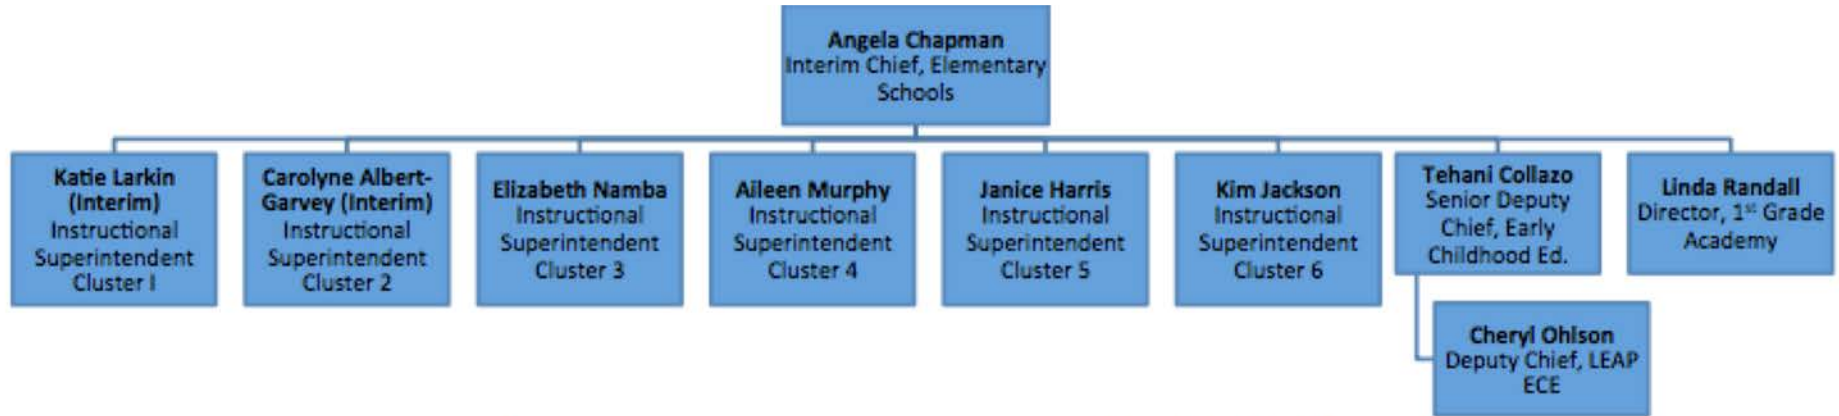 Angela Chapman
Interim Chief, Elementary
Schools
Katie Larkin
(Interim)
Instructional
Superintendent
Cluster I
Carolyne Albert-
Garvey (Interim)
Instructional
Superintendent
Cluster 2
Elizabeth Namba
Instructional
Superintendent
Cluster 3
Aileen Murphy
Instructional
Superintendent
Cluster 4
Janice Harris
Instructional
Superintendent
Cluster 5
Kim Jackson
Instructional
Superintendent
Cluster 6
Tehani Collazo
Senior Deputy
Chief, Early
Childhood Ed.
Linda Randall
Director, 1st Grade
Academy
Cheryl Ohlson
Deputy Chief, LEAP
ECE